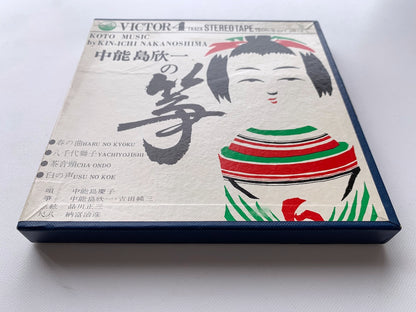 VICTOR-4 TRACK STEREO TAPE
KOTO MUSIC
by KIN-ICHI NAKANOSHIMA
中能島欣一
の
箏
●春の曲HARU NO KYOKU
●八千代獅子YACHIYOJISHI
●茶音頭CHA ONDO
●臼の声USU NO KOE
唄 中能島慶子
箏 中能島欣一・吉田純三
三絃 品川正三
尺八 納富治彦